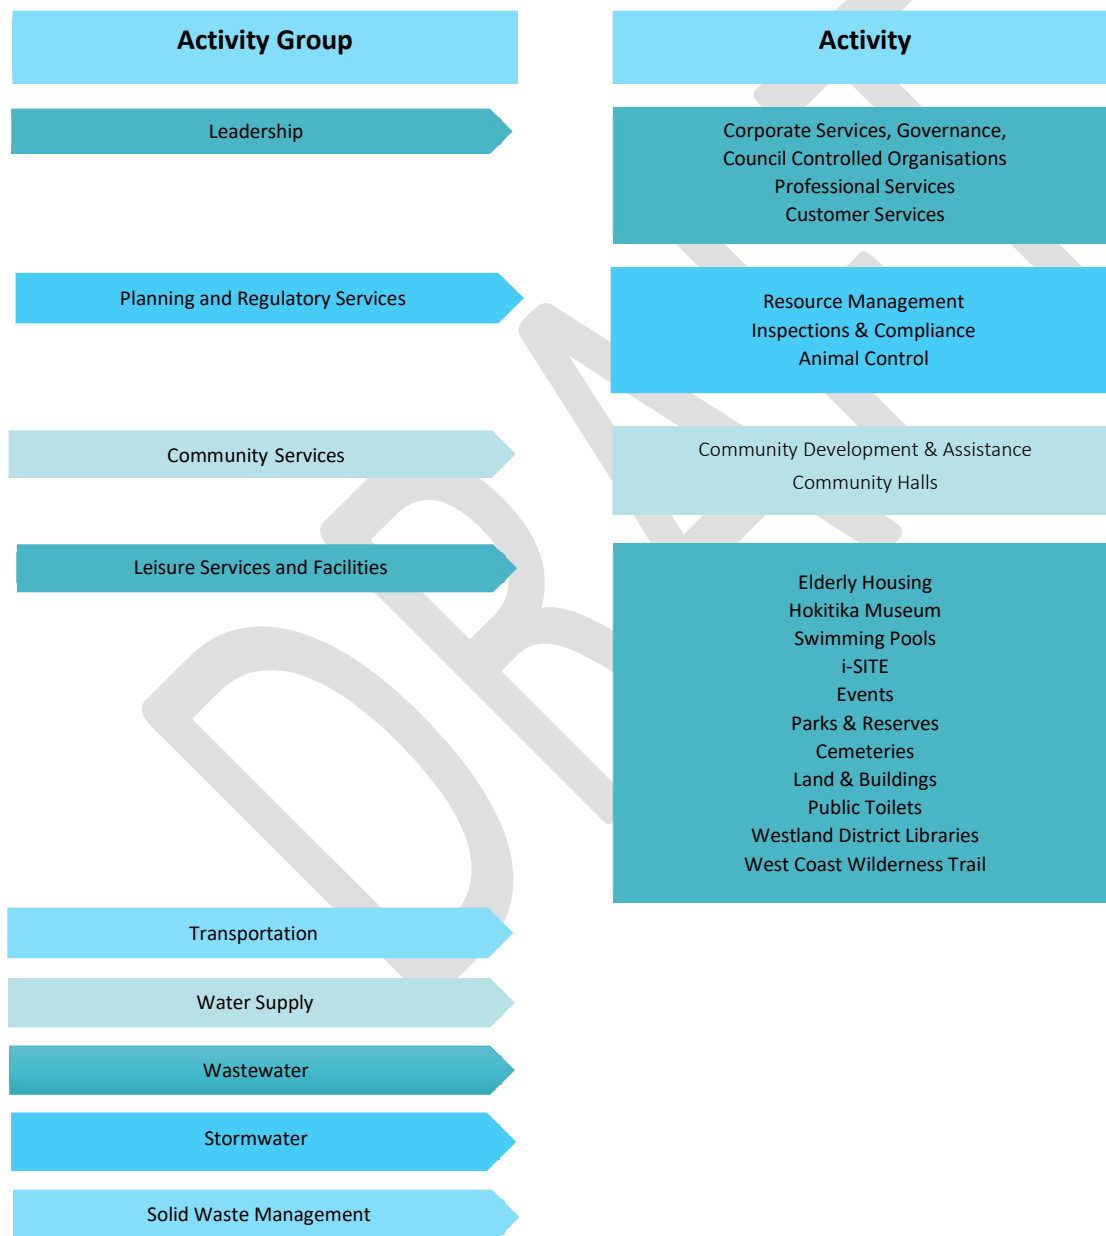 Activity Group
Activity
Leadership
Corporate Services, Governance,
Council Controlled Organisations
Professional Services
Customer Services
Planning and Regulatory Services
Resource Management
Inspections & Compliance
Animal Control
Community Services
Community Development & Assistance
Community Halls
Leisure Services and Facilities
Elderly Housing
Hokitika Museum
Swimming Pools
i-SITE
Events
Parks & Reserves
Cemeteries
Land & Buildings
Public Toilets
Westland District Libraries
West Coast Wilderness Trail
Transportation
Water Supply
Wastewater
Stormwater
Solid Waste Management
DRAFT